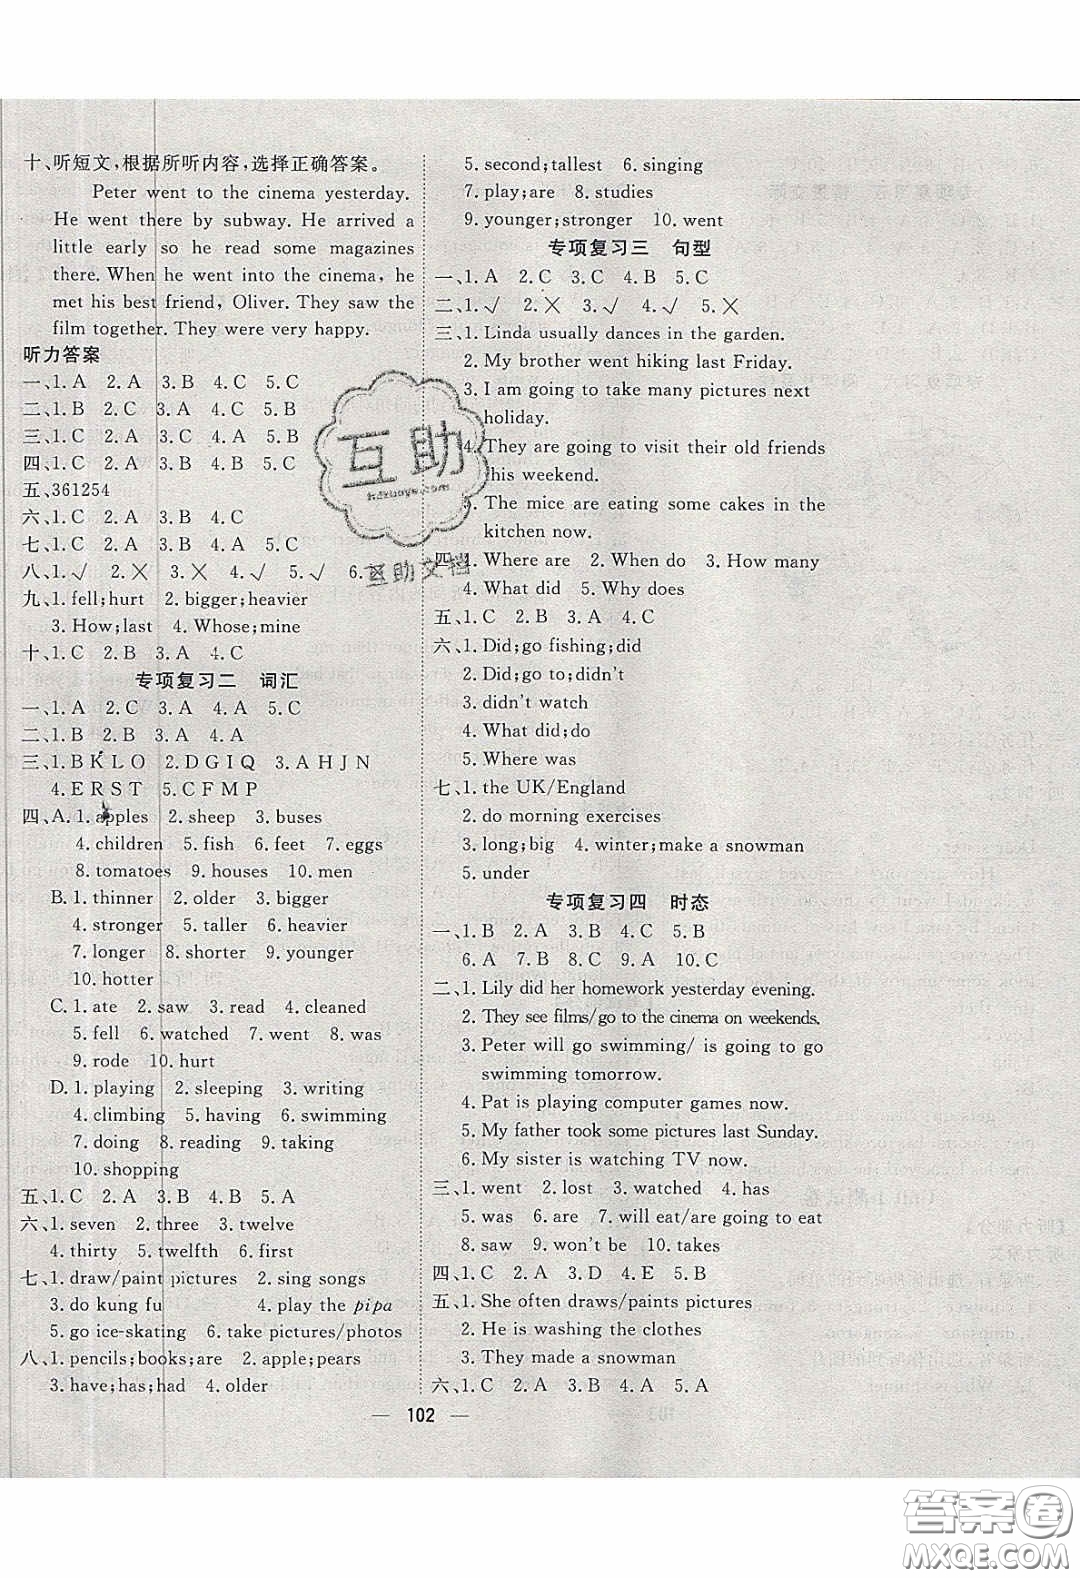 十、听短文,根据所听内容,选择正确答案。
Peter went to the cinema yesterday.
He went there by subway. He arrived a
little early so he read some magazines
there. When he went into the cinema, he
met his best friend, Oliver. They saw the
film together. They were very happy.
听力答案
一、1. A 2. A 3. B 4. C 5. C
二、1. B 2. C 3. A 4. C 5. B
三、1. C 2. A 3. C 4. A 5. B
四、1. C 2. A 3. B 4. B 5. C
五、361254
六、1. C 2. A 3. B 4. C
七、1. C 2. A 3. A 4. C 5. C
八、1. √ 2. X 3. X 4. √ 5. √ 6.
九、1. fell;hurt 2. bigger;heavier
3. How;last 4. Whose;mine
十、1. C 2. B 3. A 4. C
专项复习二 词汇
一、1. A 2. C 3. A 4. A 5. C
二、1. B 2. B 3. A 4. A
三、1. B K L O 2. D G I Q 3. A H J N
4. E R S T 5. C F M P
四、A. 1. apples 2. sheep 3. buses
4. children 5. fish 6. feet 7. eggs
8. tomatoes 9. houses 10. men
B. 1. thinner 2. older 3. bigger
4. stronger 5. taller 6. heavier
7. longer 8. shorter 9. younger
10. hotter
C. 1. ate 2. saw 3. read 4. cleaned
5. fell 6. watched 7. went 8. was
9. rode 10. hurt
D. 1. playing 2. sleeping 3. writing
4. climbing 5. having 6. swimming
7. doing 8. reading 9. taking
10. shopping
五、1. C 2. A 3. B 4. B 5. A
六、1. seven 2. three 3. twelve
4. thirty 5. twelfth 6. first
七、1. draw/paint pictures 2. sing songs
3. do kung fu 4. play the pipa
5. go ice-skating 6. take pictures/photos
八、1. pencils;books;are 2. apple;pears
3. have;has;had 4. older
5. second;tallest 6. singing
7. play;are 8. studies
9. younger;stronger 10. went
专项复习三 句型
一、1. A 2. C 3. C 4. B 5. C
二、1. √ 2. X 3. √ 4. √ 5. X
三、1. Linda usually dances in the garden.
2. My brother went hiking last Friday.
3. I am going to take many pictures next
holiday.
4. They are going to visit their old friends
this weekend.
5. The mice are eating some cakes in the
kitchen now.
四、1. Where are 2. When do 3. How many
4. What did 5. Why does
五、1. C 2. B 3. A 4. C
六、1. Did;go fishing;did
2. Did;go to;didn't
3. didn't watch
4. What did;do
5. Where was
七、1. the UK/England
2. do morning exercises
3. long;big 4. winter;make a snowman
5. under
专项复习四 时态
一、1. B 2. A 3. B 4. C 5. B
6. A 7. B 8. C 9. A 10. C
二、1. Lily did her homework yesterday evening.
2. They see films/go to the cinema on weekends.
3. Peter will go swimming/ is going to go
swimming tomorrow.
4. Pat is playing computer games now.
5. My father took some pictures last Sunday.
6. My sister is watching TV now.
三、1. went 2. lost 3. watched 4. has
5. was 6. are 7. will eat/are going to eat
8. saw 9. won't be 10. takes
四、1. C 2. A 3. D 4. E 5. B
五、1. She often draws/paints pictures
2. He is washing the clothes
3. They made a snowman
六、1. C 2. A 3. B 4. A 5. A
— 102 —
互助
互助文档
答案卷
MXQE.COM